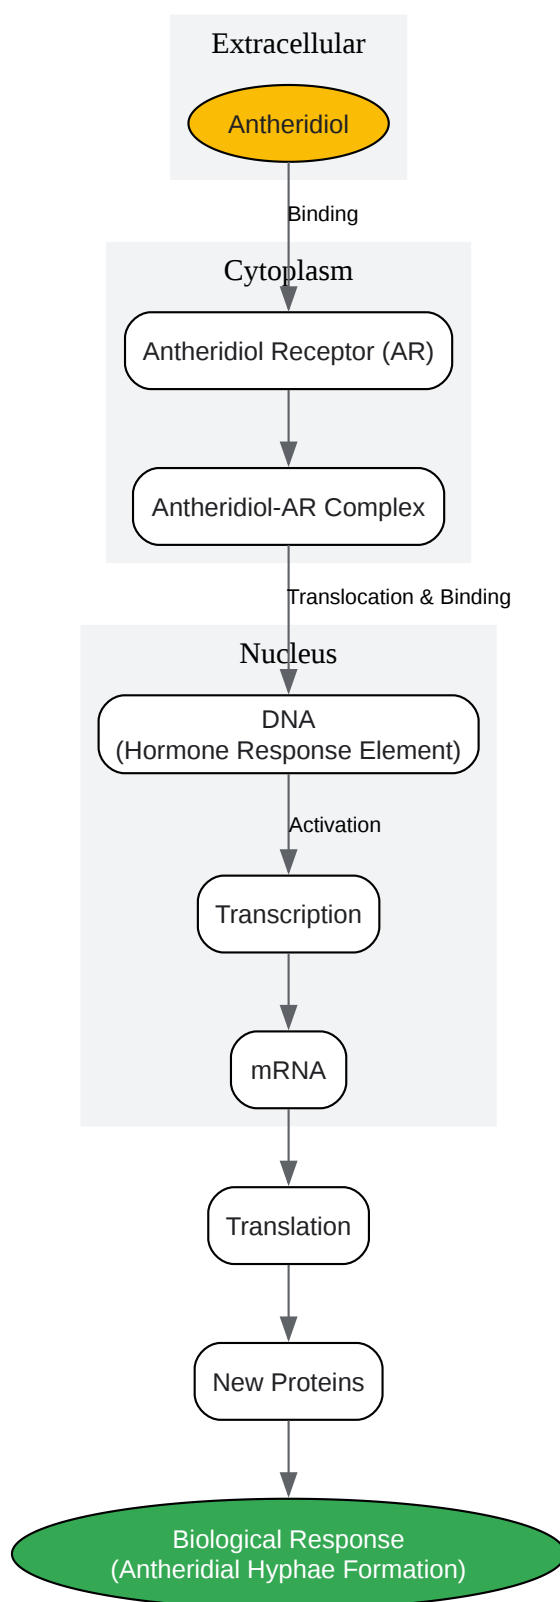 Extracellular
Antheridiol
Binding
Cytoplasm
Antheridiol Receptor (AR)
Antheridiol-AR Complex
Translocation & Binding
Nucleus
DNA
(Hormone Response Element)
Activation
Transcription
mRNA
Translation
New Proteins
Biological Response
(Antheridial Hyphae Formation)